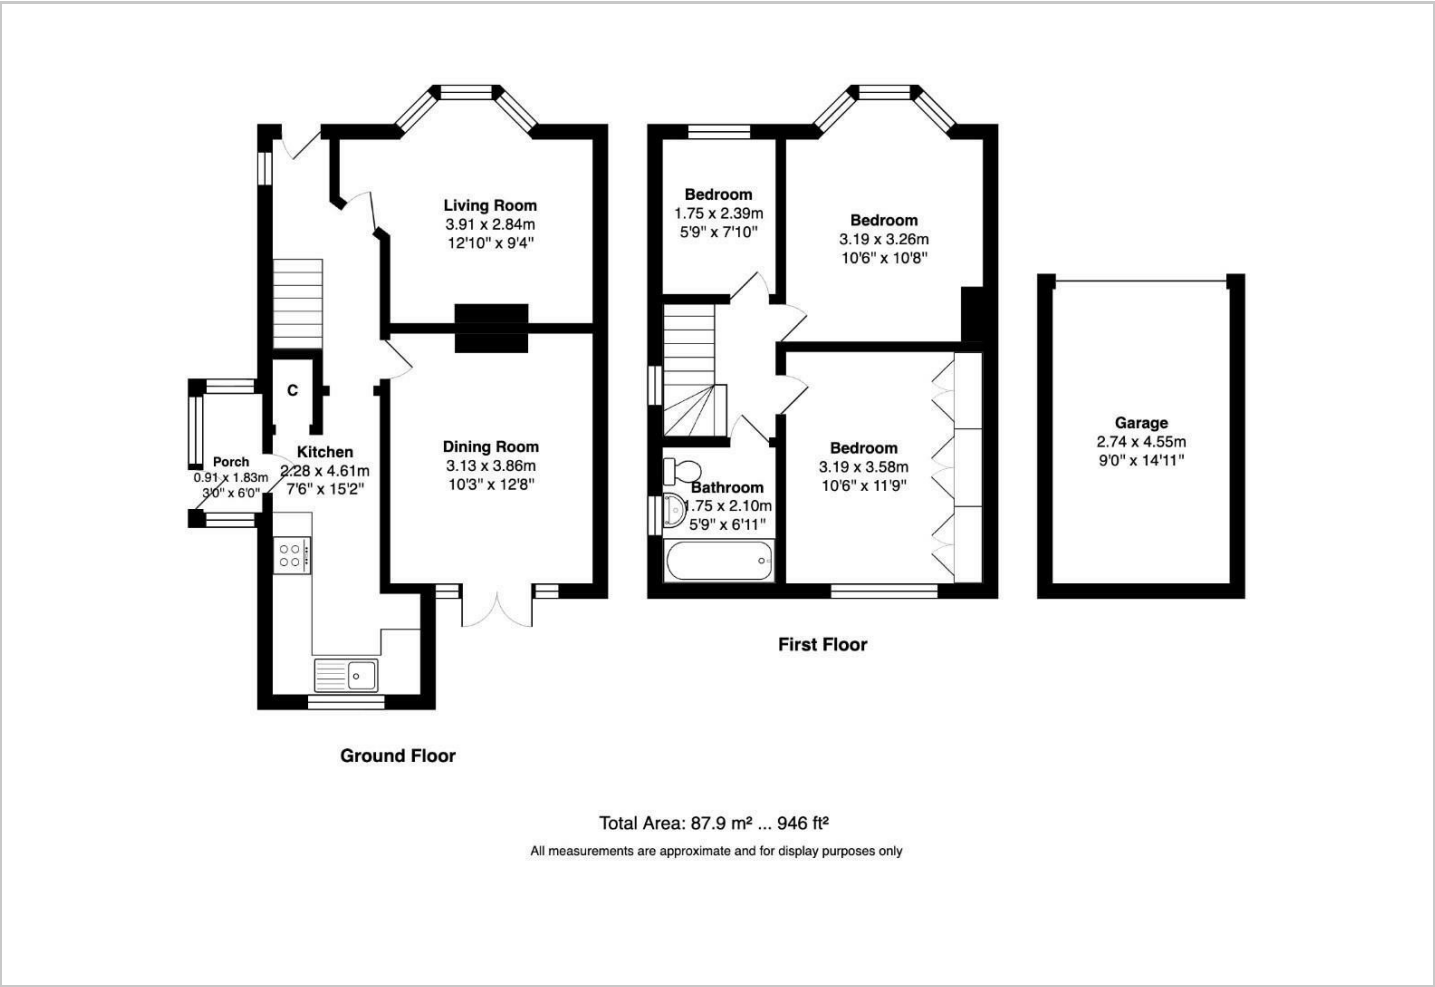 Living Room
3.91 x 2.84m
12'10" x 9'4"
C
Kitchen
2.28 x 4.61m
7'6" x 15'2"
Porch
0.91 x 1.83m
3'0" x 6'0"
Dining Room
3.13 x 3.86m
10'3" x 12'8"
Ground Floor
Bedroom
1.75 x 2.39m
5'9" x 7'10"
Bedroom
3.19 x 3.26m
10'6" x 10'8"
Bedroom
3.19 x 3.58m
10'6" x 11'9"
Bathroom
1.75 x 2.10m
5'9" x 6'11"
First Floor
Garage
2.74 x 4.55m
9'0" x 14'11"
Total Area: 87.9 m² ... 946 ft²
All measurements are approximate and for display purposes only